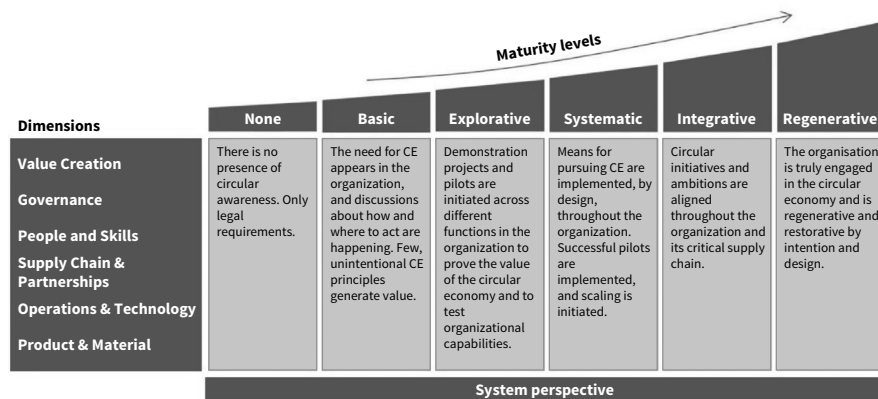 Maturity levels
Dimensions
None
Basic
Explorative
Systematic
Integrative
Regenerative
Value Creation
Governance
People and Skills
Supply Chain &
Partnerships
Operations & Technology
Product & Material
There is no
presence of
circular
awareness. Only
legal
requirements.
The need for CE
appears in the
organization,
and discussions
about how and
where to act are
happening. Few,
unintentional CE
principles
generate value.
Demonstration
projects and
pilots are
initiated across
different
functions in the
organization to
prove the value
of the circular
economy and to
test
organizational
capabilities.
Means for
pursuing CE are
implemented, by
design,
throughout the
organization.
Successful pilots
are
implemented,
and scaling is
initiated.
Circular
initiatives and
ambitions are
aligned
throughout the
organization and
its critical supply
chain.
The organisation
is truly engaged
in the circular
economy and is
regenerative and
restorative by
intention and
design.
System perspective